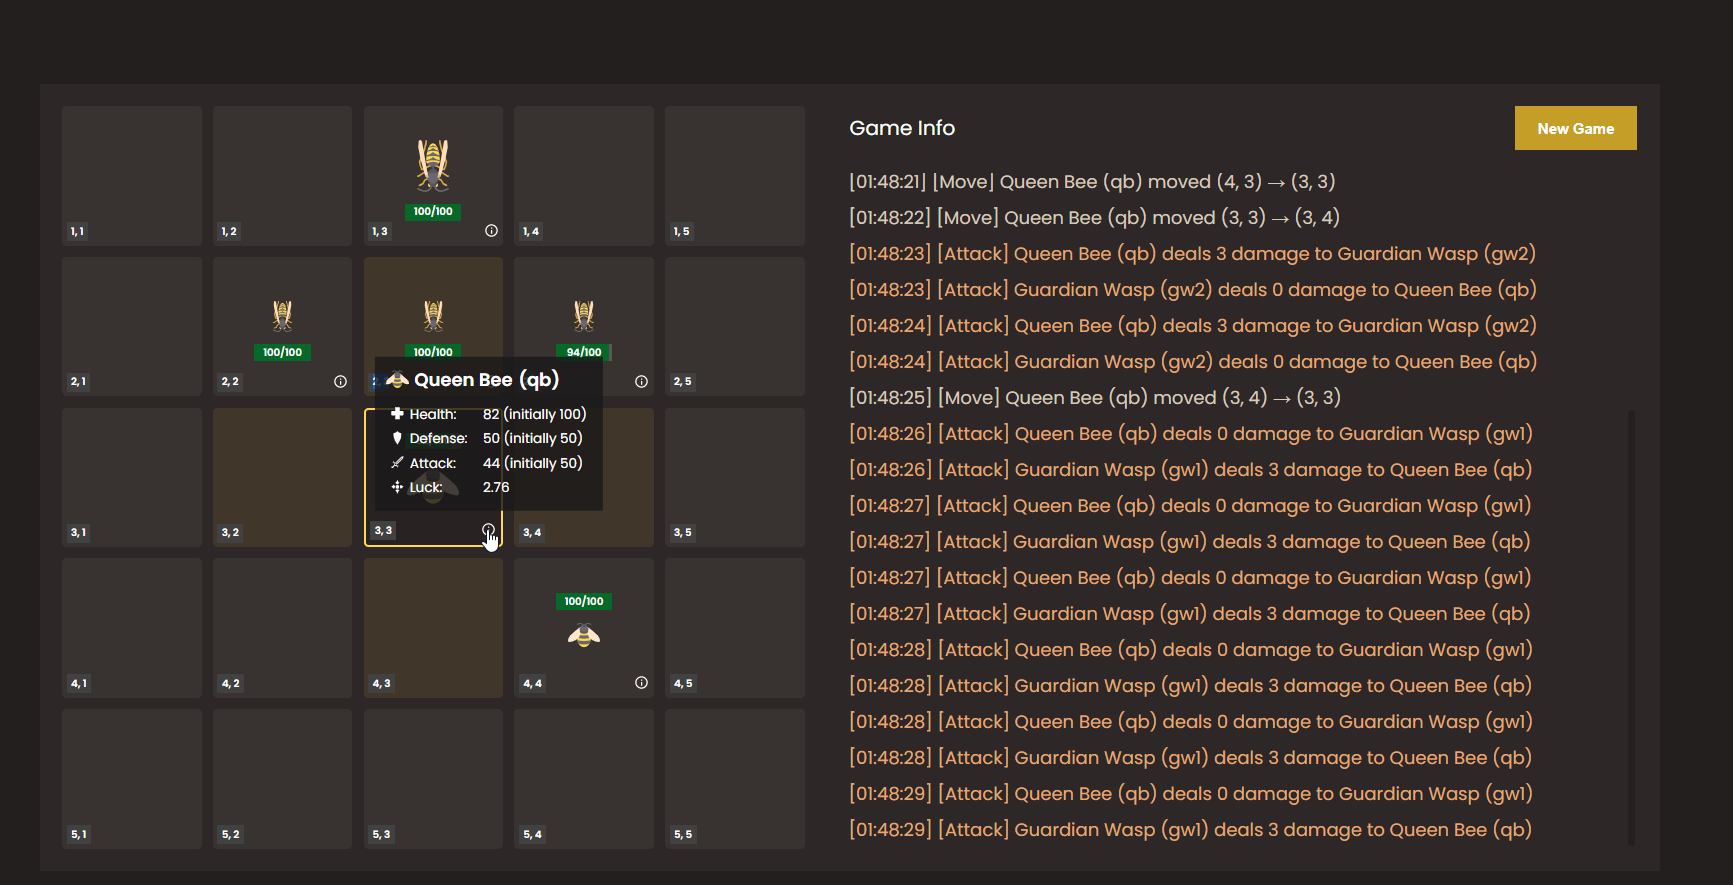 Game Info
New Game
100/100
1, 1
1, 2
1, 3
1, 4
1, 5
100/100
100/100
94/100
2, 1
2, 2
2,
2, 5
Queen Bee (qb)
Health: 82 (initially 100)
Defense: 50 (initially 50)
Attack: 44 (initially 50)
Luck: 2.76
3, 1
3, 2
3, 3
3, 4
3, 5
100/100
4, 1
4, 2
4, 3
4, 4
4, 5
5, 1
5, 2
5, 3
5, 4
5, 5
[01:48:21] [Move] Queen Bee (qb) moved (4, 3) → (3, 3)
[01:48:22] [Move] Queen Bee (qb) moved (3, 3) → (3, 4)
[01:48:23] [Attack] Queen Bee (qb) deals 3 damage to Guardian Wasp (gw2)
[01:48:23] [Attack] Guardian Wasp (gw2) deals 0 damage to Queen Bee (qb)
[01:48:24] [Attack] Queen Bee (qb) deals 3 damage to Guardian Wasp (gw2)
[01:48:24] [Attack] Guardian Wasp (gw2) deals 0 damage to Queen Bee (qb)
[01:48:25] [Move] Queen Bee (qb) moved (3, 4) → (3, 3)
[01:48:26] [Attack] Queen Bee (qb) deals 0 damage to Guardian Wasp (gw1)
[01:48:26] [Attack] Guardian Wasp (gw1) deals 3 damage to Queen Bee (qb)
[01:48:27] [Attack] Queen Bee (qb) deals 0 damage to Guardian Wasp (gw1)
[01:48:27] [Attack] Guardian Wasp (gw1) deals 3 damage to Queen Bee (qb)
[01:48:27] [Attack] Queen Bee (qb) deals 0 damage to Guardian Wasp (gw1)
[01:48:27] [Attack] Guardian Wasp (gw1) deals 3 damage to Queen Bee (qb)
[01:48:28] [Attack] Queen Bee (qb) deals 0 damage to Guardian Wasp (gw1)
[01:48:28] [Attack] Guardian Wasp (gw1) deals 3 damage to Queen Bee (qb)
[01:48:28] [Attack] Queen Bee (qb) deals 0 damage to Guardian Wasp (gw1)
[01:48:28] [Attack] Guardian Wasp (gw1) deals 3 damage to Queen Bee (qb)
[01:48:29] [Attack] Queen Bee (qb) deals 0 damage to Guardian Wasp (gw1)
[01:48:29] [Attack] Guardian Wasp (gw1) deals 3 damage to Queen Bee (qb)